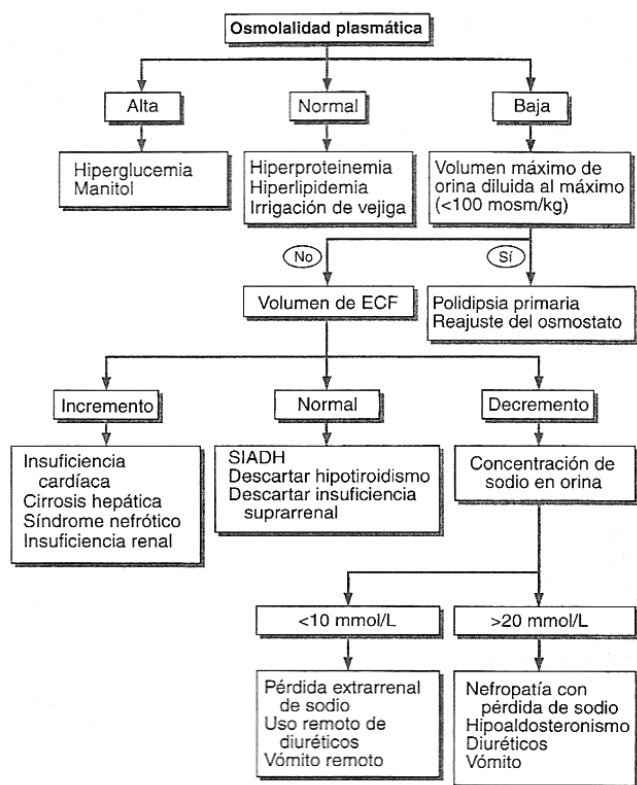 Osmolalidad plasmática
Alta
Normal
Baja
Hiperglucemia
Manitol
Hiperproteinemia
Hiperlipidemia
Irrigación de vejiga
Volumen máximo de
orina diluida al máximo
(<100 mosm/kg)
No
Sí
Volumen de ECF
Polidipsia primaria
Reajuste del osmostato
Incremento
Normal
Decremento
Insuficiencia
cardíaca
Cirrosis hepática
Síndrome nefrótico
Insuficiencia renal
SIADH
Descartar hipotiroidismo
Descartar insuficiencia
suprarrenal
Concentración de
sodio en orina
<10 mmol/L
>20 mmol/L
Pérdida extrarrenal
de sodio
Uso remoto de
diuréticos
Vómito remoto
Nefropatía con
pérdida de sodio
Hipoaldosteronismo
Diuréticos
Vómito